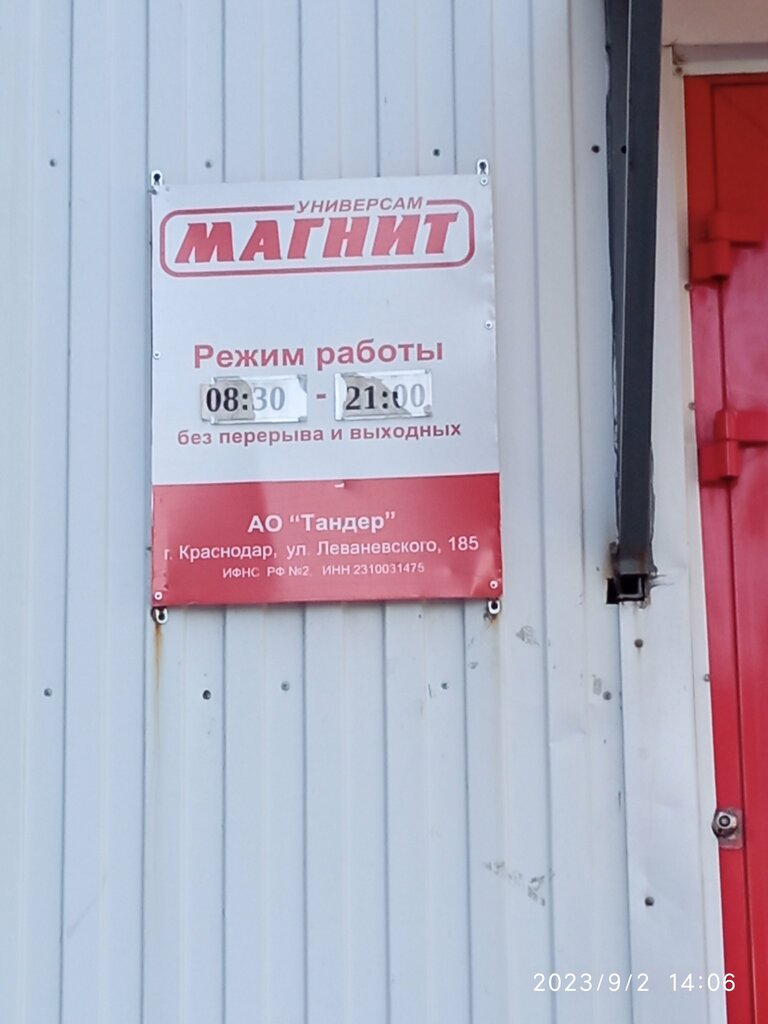 УНИВЕРСАМ
МАГНИТ
Режим работы
08:30 - 21:00
без перерыва и выходных
АО “Тандер”
г. Краснодар, ул. Леваневского, 185
ИФНС РФ №2, ИНН 2310031475
2023/9/2 14:06